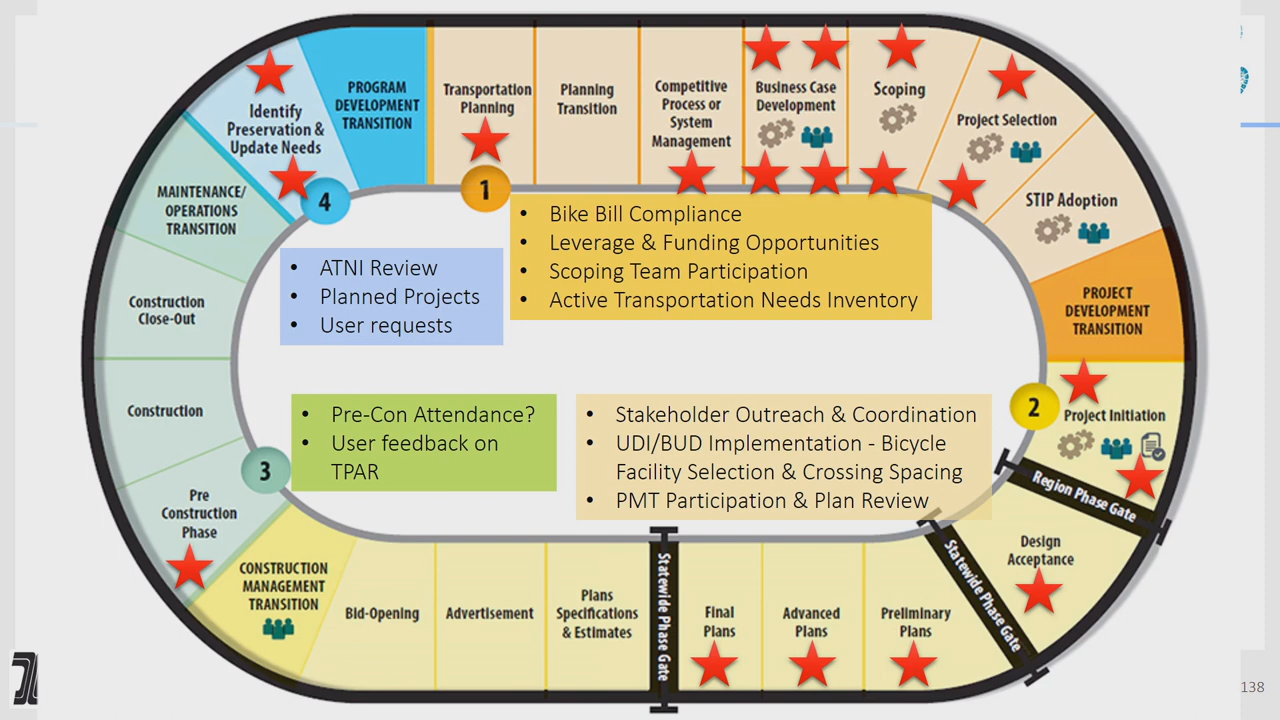 Identify
Preservation &
Update Needs
PROGRAM
DEVELOPMENT
TRANSITION
Transportation
Planning
Planning
Transition
Competitive
Process or
System
Management
Business Case
Development
Scoping
Project Selection
STIP Adoption
PROJECT
DEVELOPMENT
TRANSITION
Project Initiation
Region Phase Gate
Design
Acceptance
Statewide Phase Gate
Preliminary
Plans
Advanced
Plans
Final
Plans
Statewide Phase Gate
Plans
Specifications
& Estimates
Advertisement
Bid-Opening
CONSTRUCTION
MANAGEMENT
TRANSITION
Pre
Construction
Phase
Construction
Construction
Close-Out
MAINTENANCE/
OPERATIONS
TRANSITION
1
• Bike Bill Compliance
• Leverage & Funding Opportunities
• Scoping Team Participation
• Active Transportation Needs Inventory
2
• Stakeholder Outreach & Coordination
• UDI/BUD Implementation - Bicycle
Facility Selection & Crossing Spacing
• PMT Participation & Plan Review
3
• Pre-Con Attendance?
• User feedback on
TPAR
4
• ATNI Review
• Planned Projects
• User requests
138